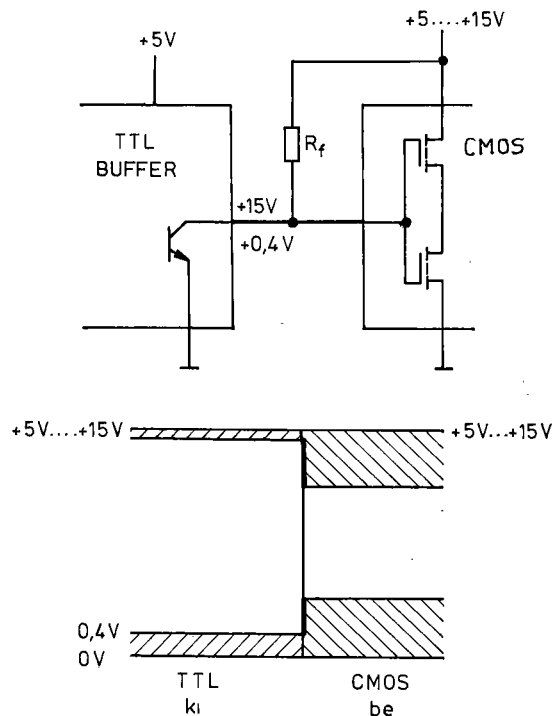 +5....+15V
+5V
TTL
BUFFER
Rf
CMOS
+15V
+0,4V
+5V....+15V
+5V...+15V
0,4V
0V
TTL
ki
CMOS
be